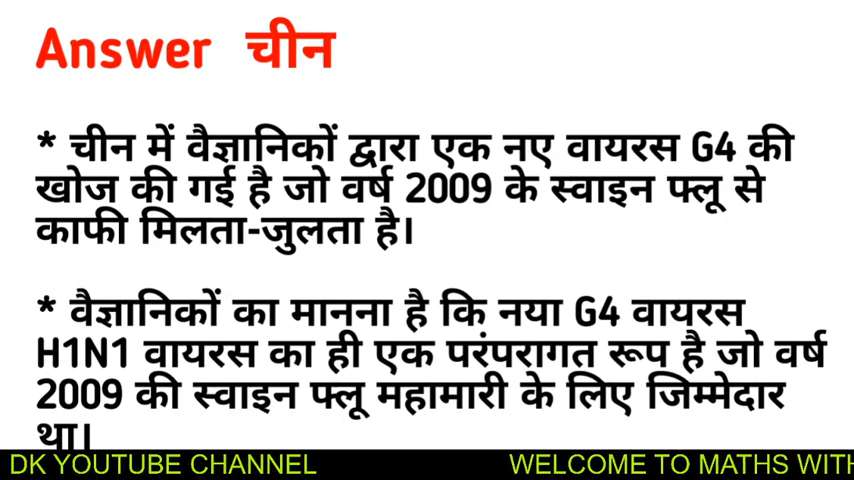 Answer चीन
* चीन में वैज्ञानिकों द्वारा एक नए वायरस G4 की
खोज की गई है जो वर्ष 2009 के स्वाइन फ्लू से
काफी मिलता-जुलता है।
* वैज्ञानिकों का मानना है कि नया G4 वायरस
H1N1 वायरस का ही एक परंपरागत रूप है जो वर्ष
2009 की स्वाइन फ्लू महामारी के लिए जिम्मेदार
था।
DK YOUTUBE CHANNEL WELCOME TO MATHS WITH